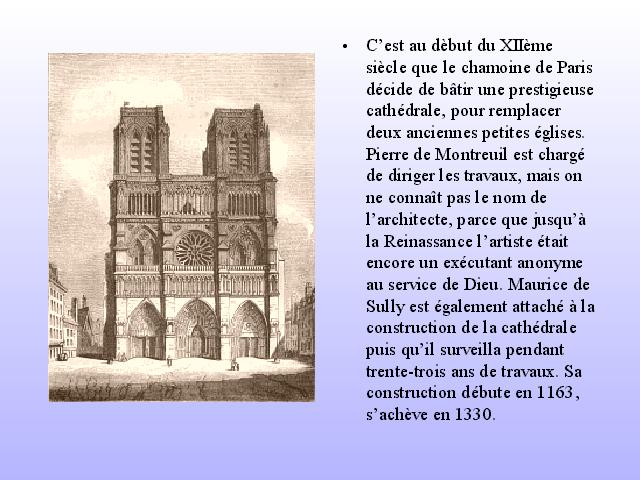 • C’est au dèbut du XIIème
siècle que le chamoine de Paris
décide de bâtir une prestigieuse
cathédrale, pour remplacer
deux anciennes petites églises.
Pierre de Montreuil est chargé
de diriger les travaux, mais on
ne connaît pas le nom de
l’architecte, parce que jusqu’à
la Reinassance l’artiste était
encore un exécutant anonyme
au service de Dieu. Maurice de
Sully est également attaché à la
construction de la cathédrale
puis qu’il surveilla pendant
trente-trois ans de travaux. Sa
construction débute en 1163,
s’achève en 1330.